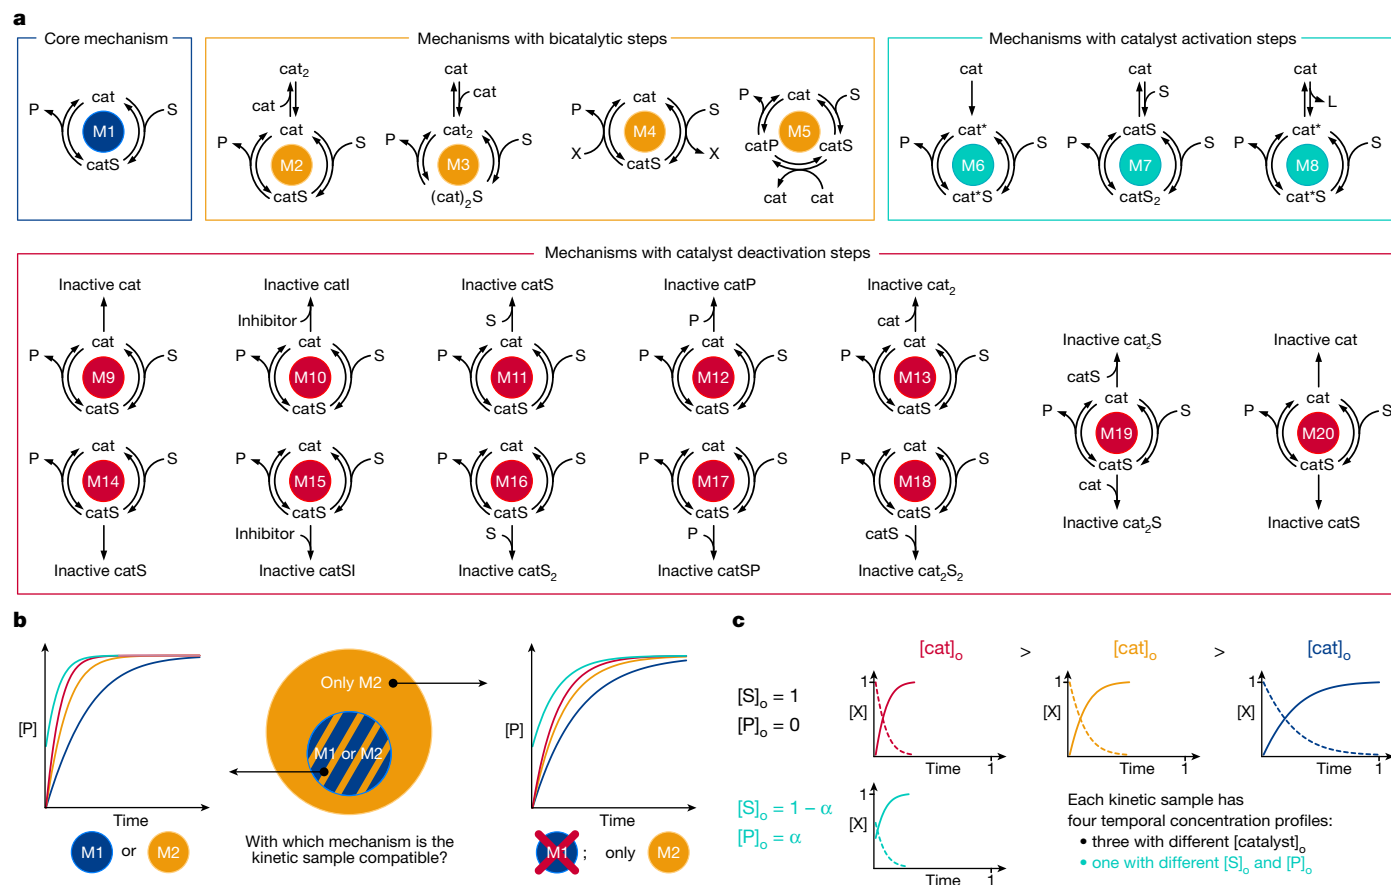 a
Core mechanism
Mechanisms with bicatalytic steps
Mechanisms with catalyst activation steps
P cat S
M1
catS
cat₂
cat
P cat S
M2
catS
cat
cat
P cat₂ S
M3
(cat)₂S
P cat S
M4
X catS X
P cat S
M5
catP catS
cat cat
cat
P cat* S
M6
cat*S
cat
S
P catS S
M7
catS₂
cat
L
P cat* S
M8
cat*S
Mechanisms with catalyst deactivation steps
Inactive cat
cat
P S
M9
catS
Inactive catI
Inhibitor
cat
P S
M10
catS
Inactive catS
S
cat
P S
M11
catS
Inactive catP
P
cat
P S
M12
catS
Inactive cat₂
cat
cat
P S
M13
catS
cat
P S
M14
catS
Inactive catS
cat
P S
M15
catS
Inhibitor
Inactive catSI
cat
P S
M16
catS
S
Inactive catS₂
cat
P S
M17
catS
P
Inactive catSP
cat
P S
M18
catS
catS
Inactive cat₂S₂
Inactive cat₂S
catS
cat
P S
M19
catS
cat
Inactive cat₂S
Inactive cat
cat
P S
M20
catS
Inactive catS
b
[P]
Time
M1 or M2
Only M2
M1 or M2
With which mechanism is the
kinetic sample compatible?
[P]
Time
M1 ; only M2
c
[cat]ₒ > [cat]ₒ > [cat]ₒ
[S]ₒ = 1
[P]ₒ = 0
1
[X]
Time 1
1
[X]
Time 1
1
[X]
Time 1
[S]ₒ = 1 − α
[P]ₒ = α
1
[X]
Time 1
Each kinetic sample has
four temporal concentration profiles:
• three with different [catalyst]ₒ
• one with different [S]ₒ and [P]ₒ